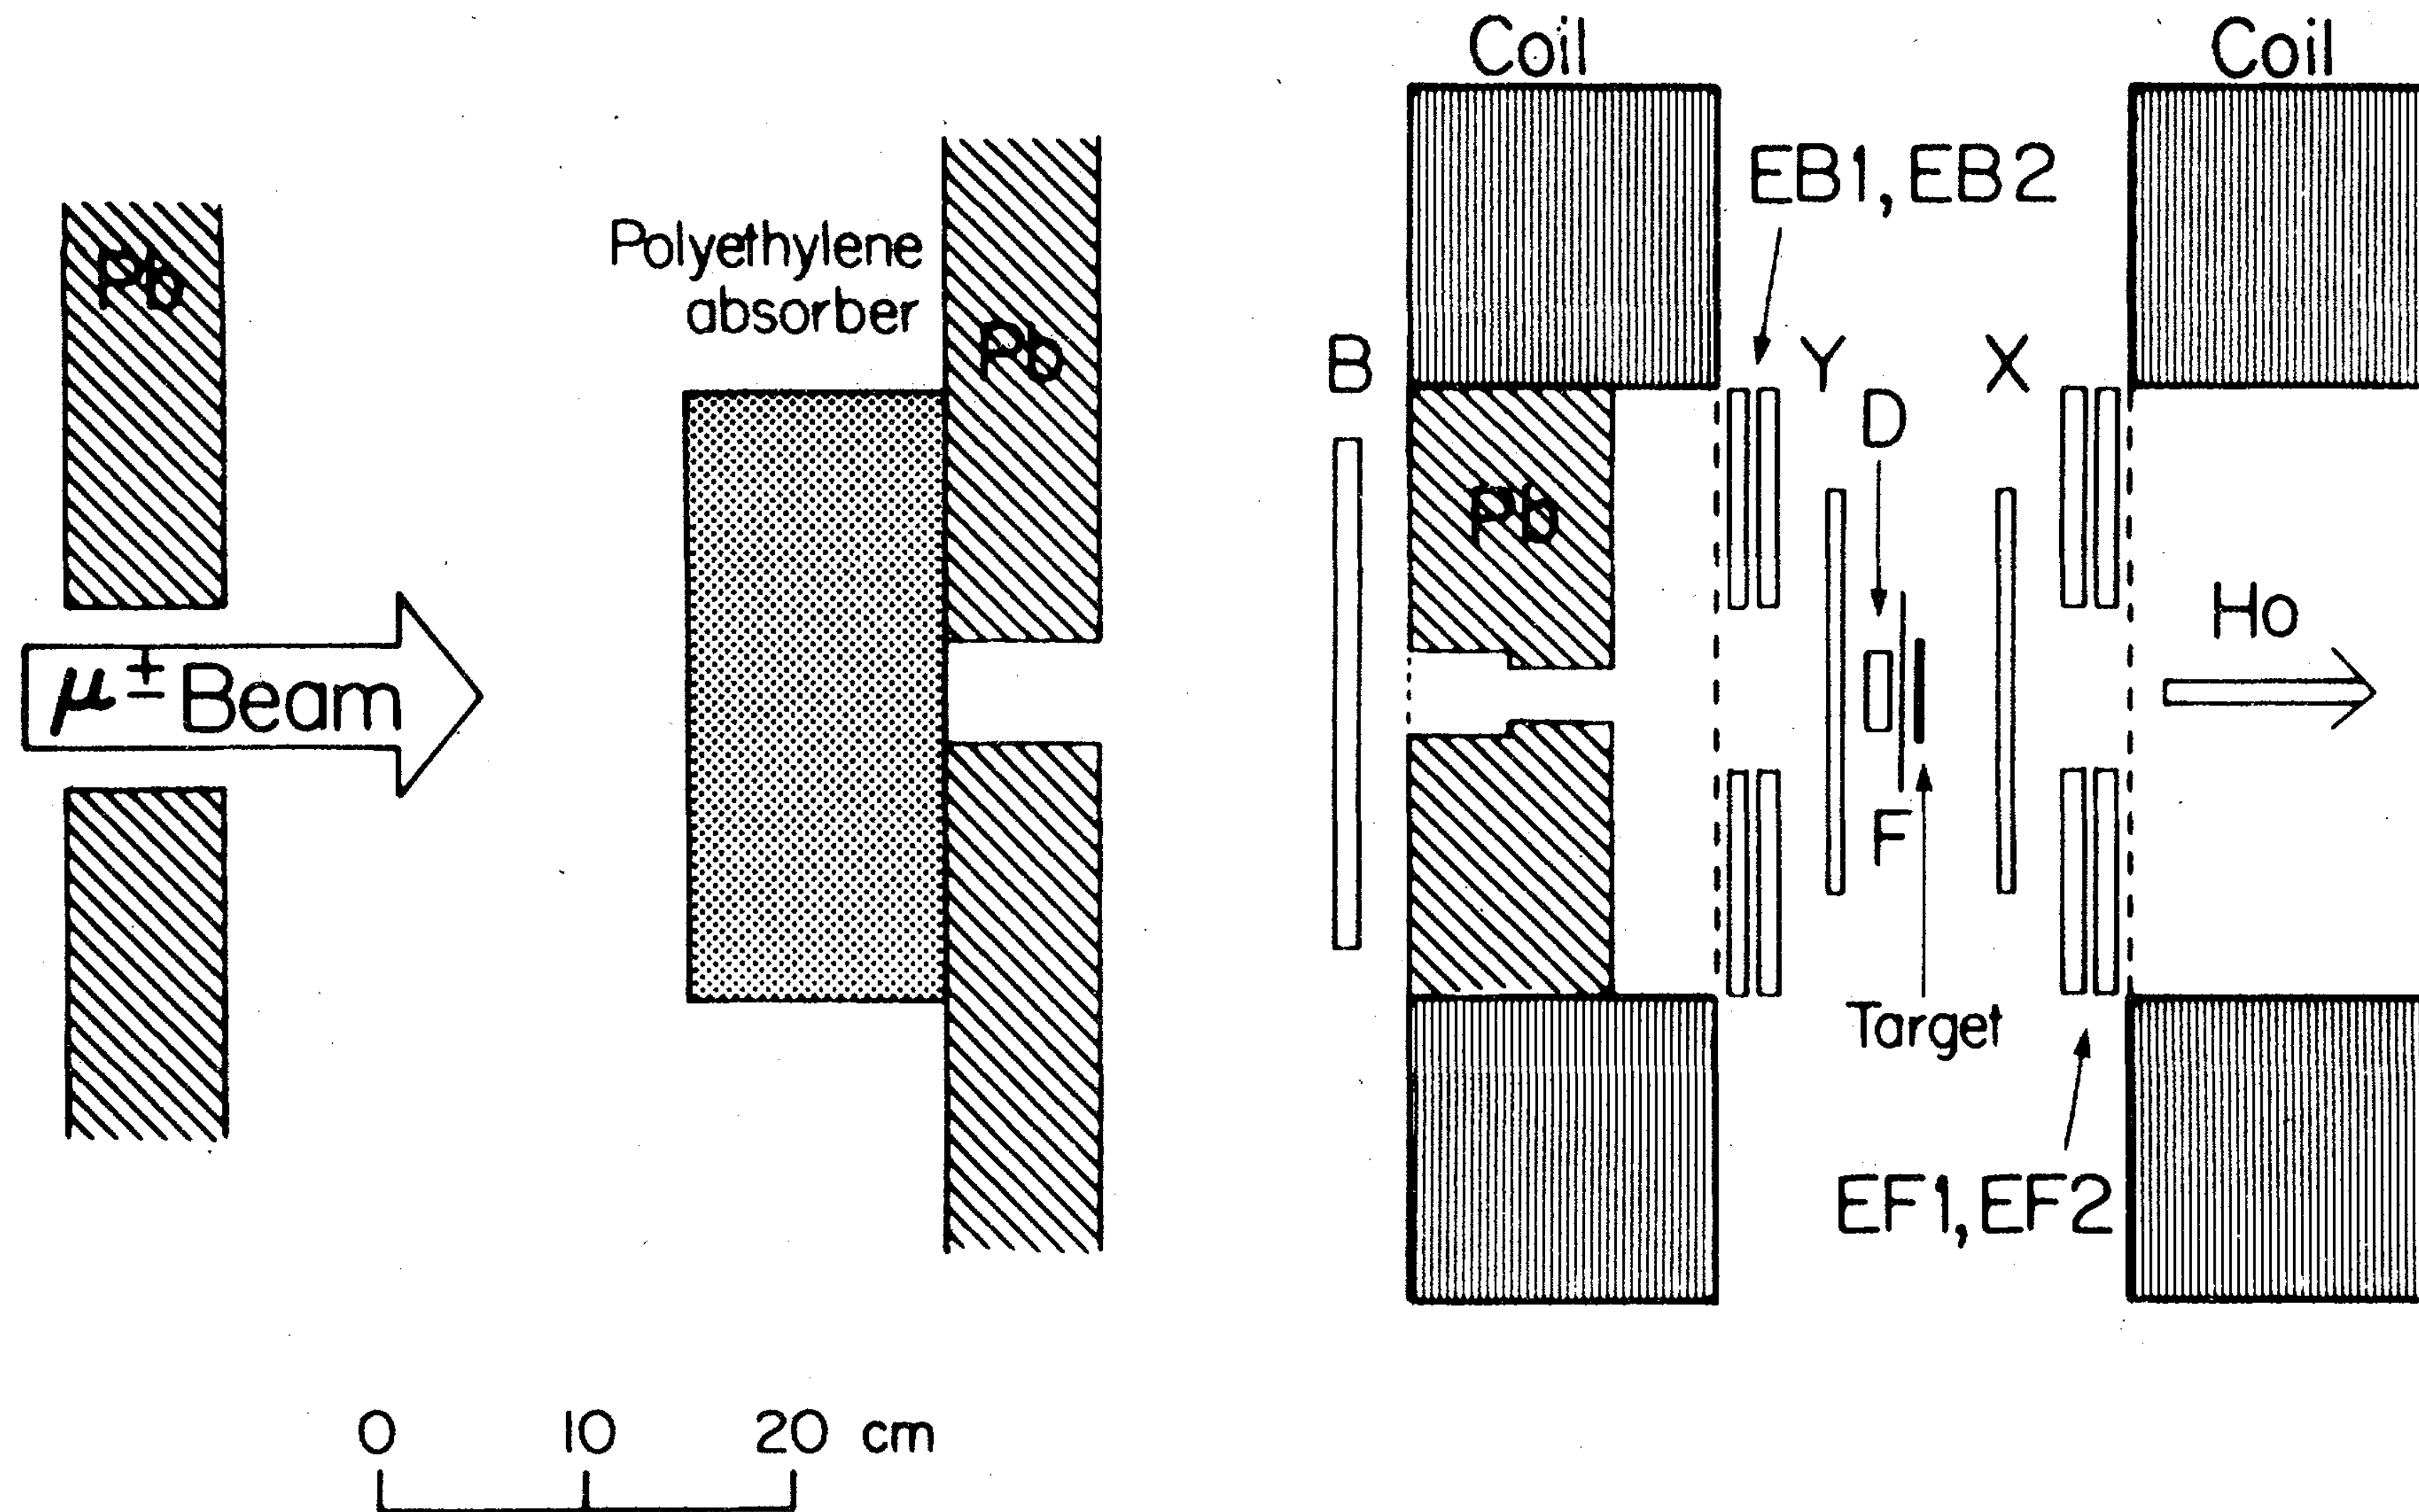 Coil
Coil
EB1, EB2
Pb
Polyethylene
absorber
Pb
B
Y
X
D
Pb
Ho
μ± Beam
F
Target
EF1, EF2
0 10 20 cm